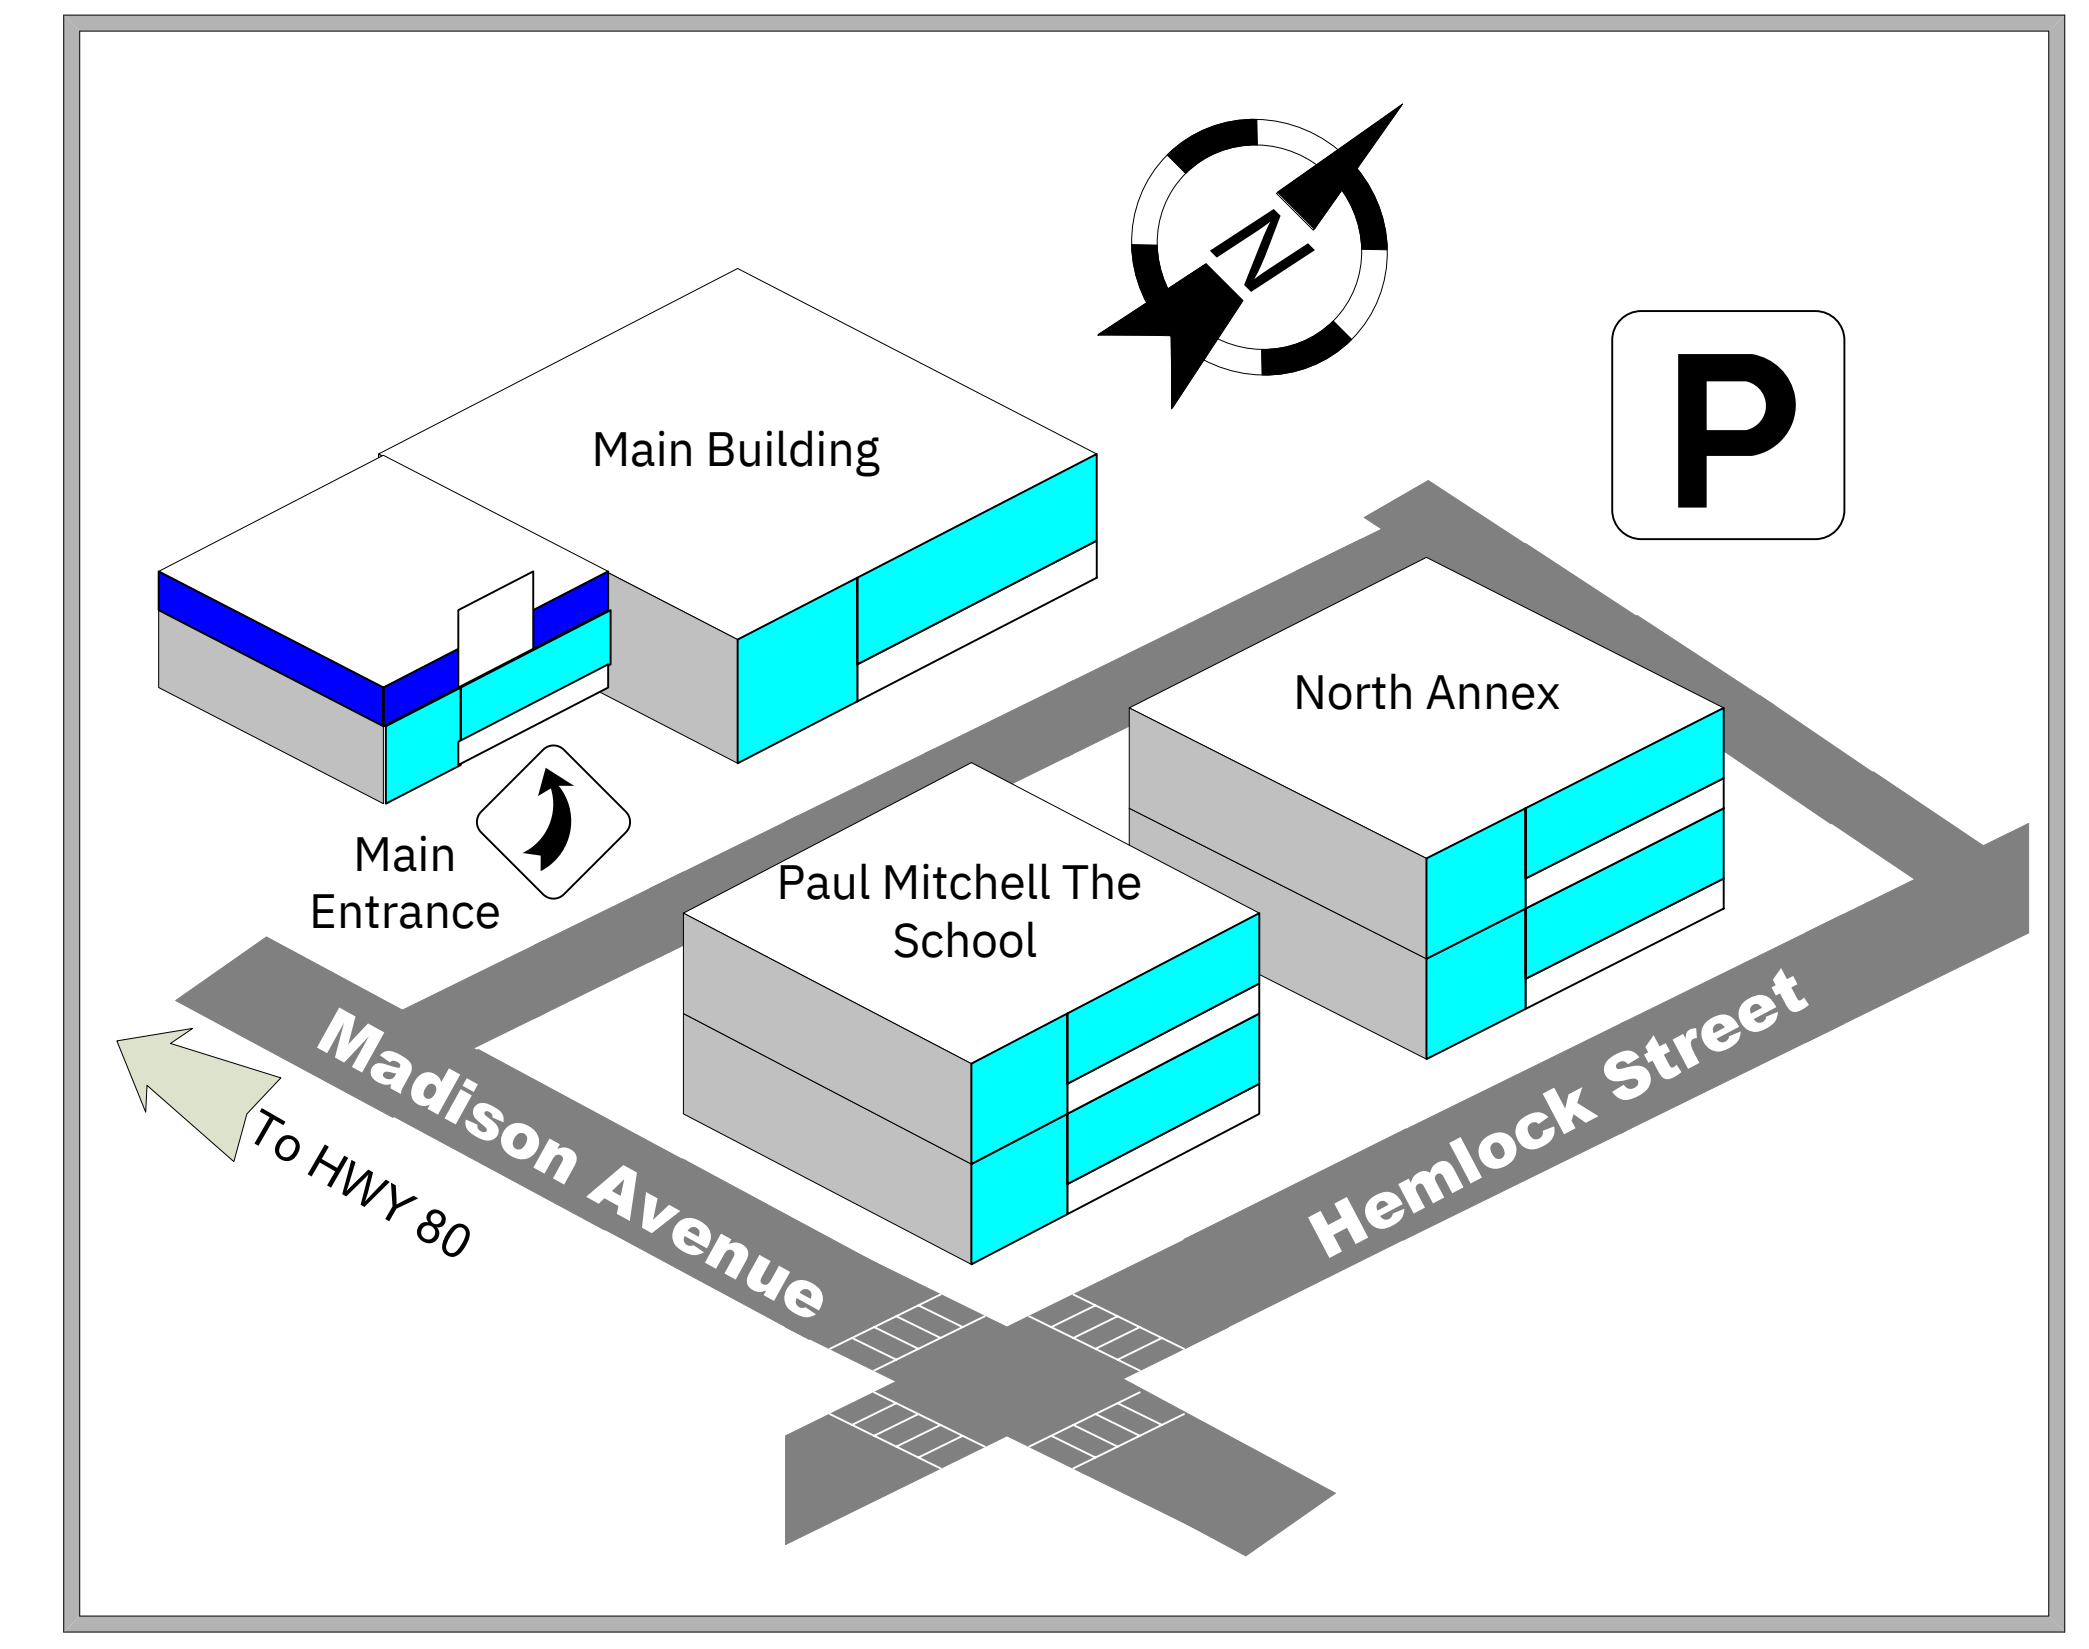 N
P
Main Building
North Annex
Main
Entrance
Paul Mitchell The
School
Madison Avenue
Hemlock Street
To HWY 80